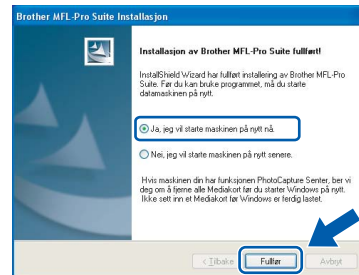 Brother MFL-Pro Suite Installasjon
Installasjon av Brother MFL-Pro Suite fullført!
InstallShield Wizard har fullført installering av Brother MFL-Pro
Suite. Før du kan bruke programmet, må du starte
datamaskinen på nytt.
Ja, jeg vil starte maskinen på nytt nå.
Nei, jeg vil starte maskinen på nytt senere.
Hvis maskinen din har funksjonen PhotoCapture Senter, ber vi
deg om å fjerne alle Mediakort før du starter Windows på nytt.
Ikke sett inn et Mediakort før Windows er ferdig lastet.
< Tilbake Fullfør Avbryt